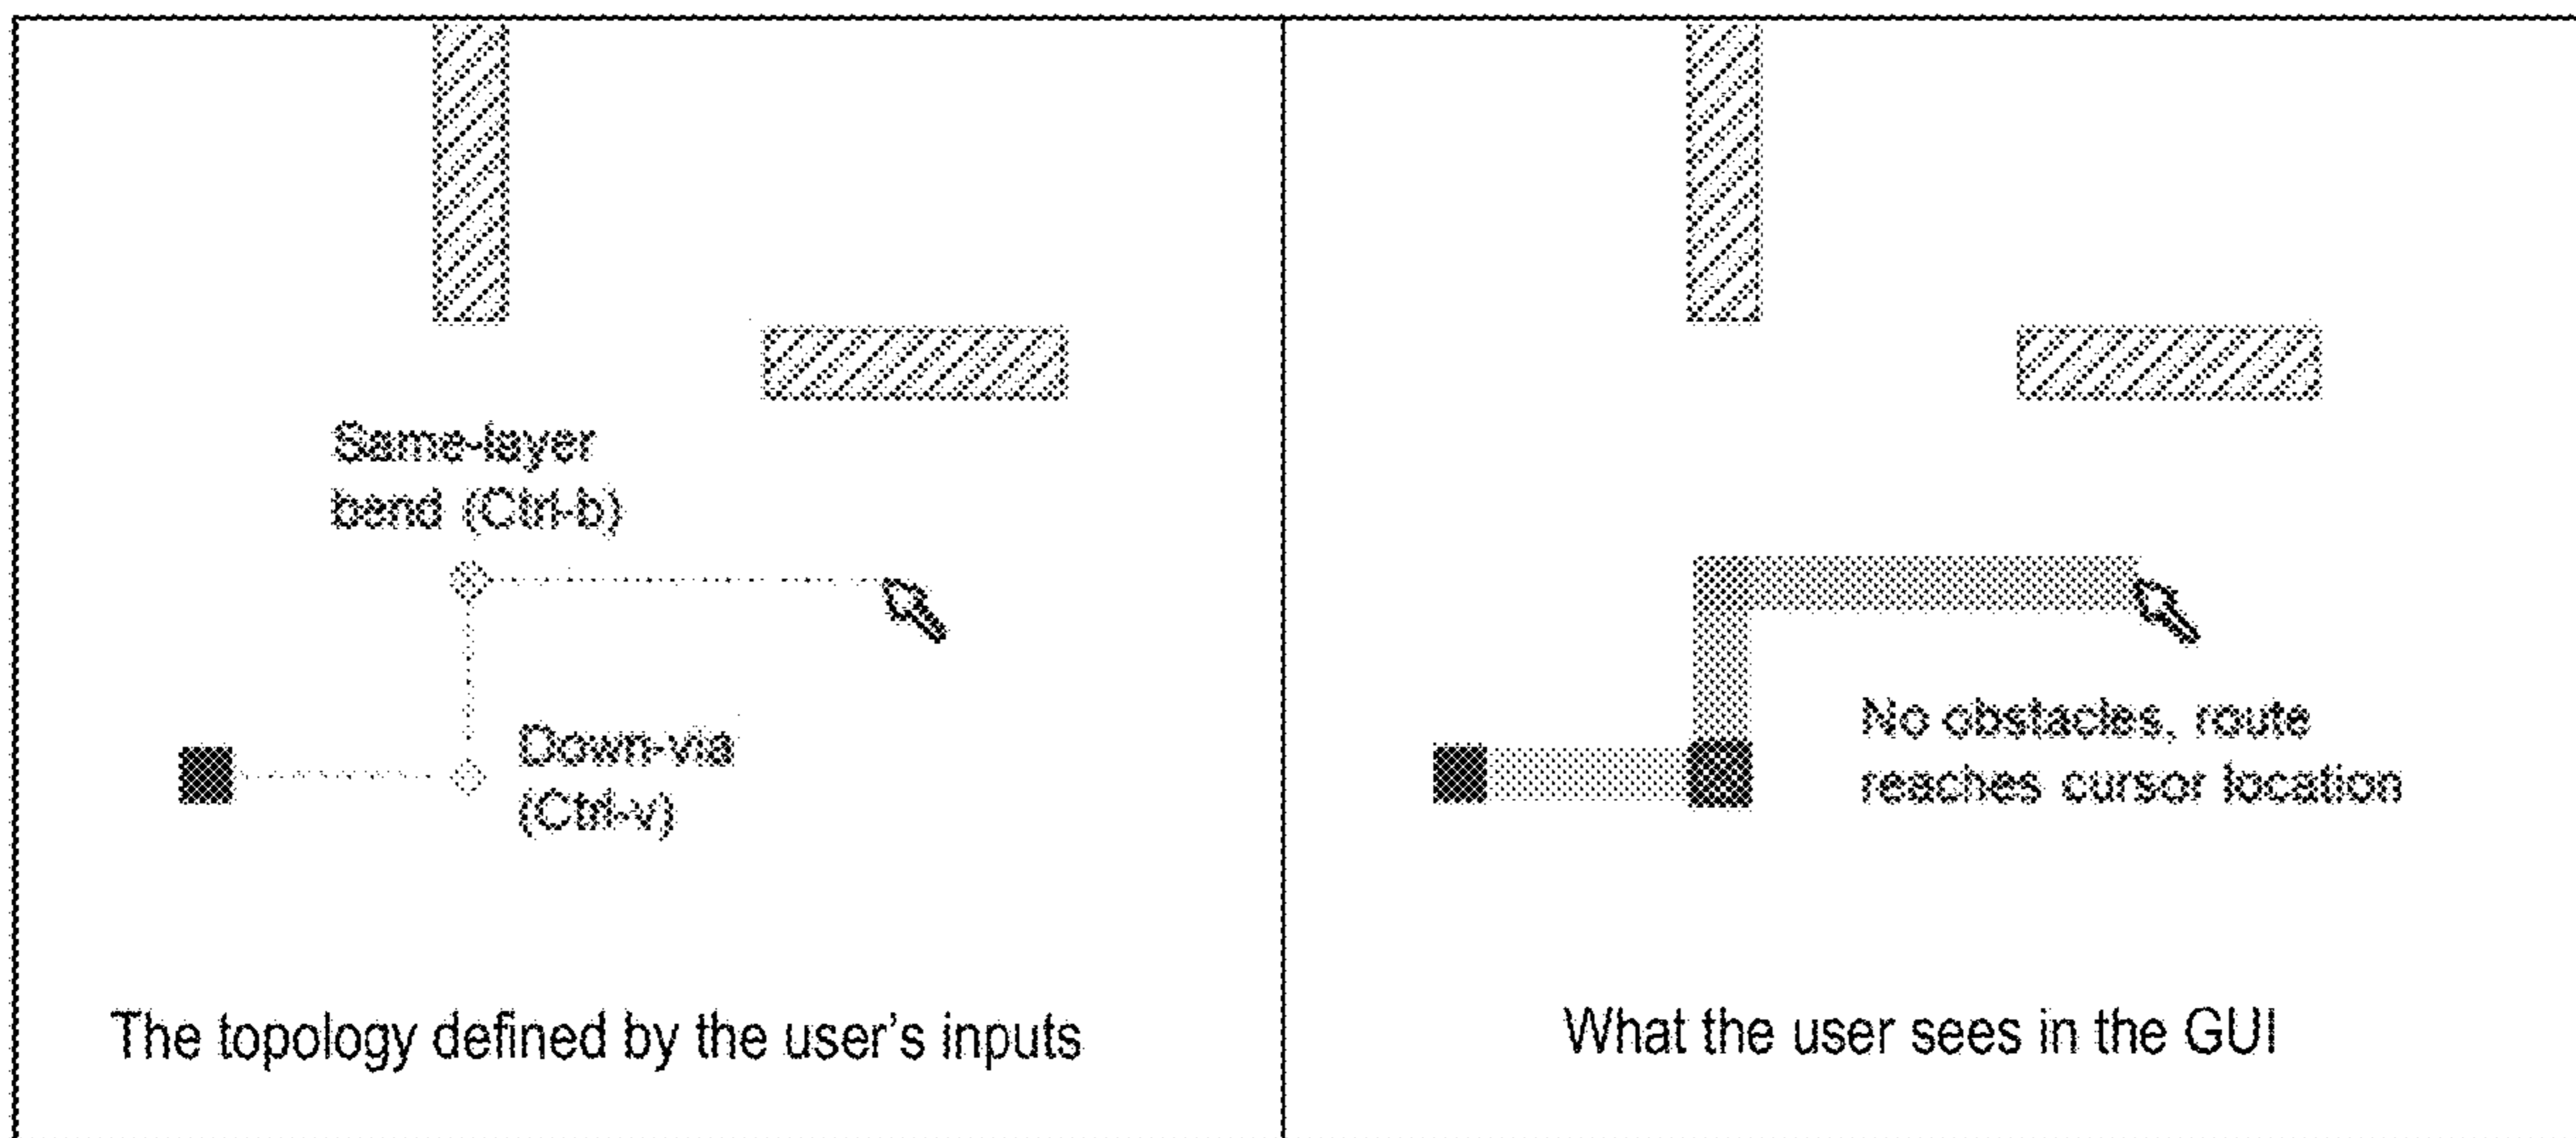 Same-layer
bend (Ctrl-b)
Down-via
(Ctrl-v)
The topology defined by the user's inputs
No obstacles, route
reaches cursor location
What the user sees in the GUI